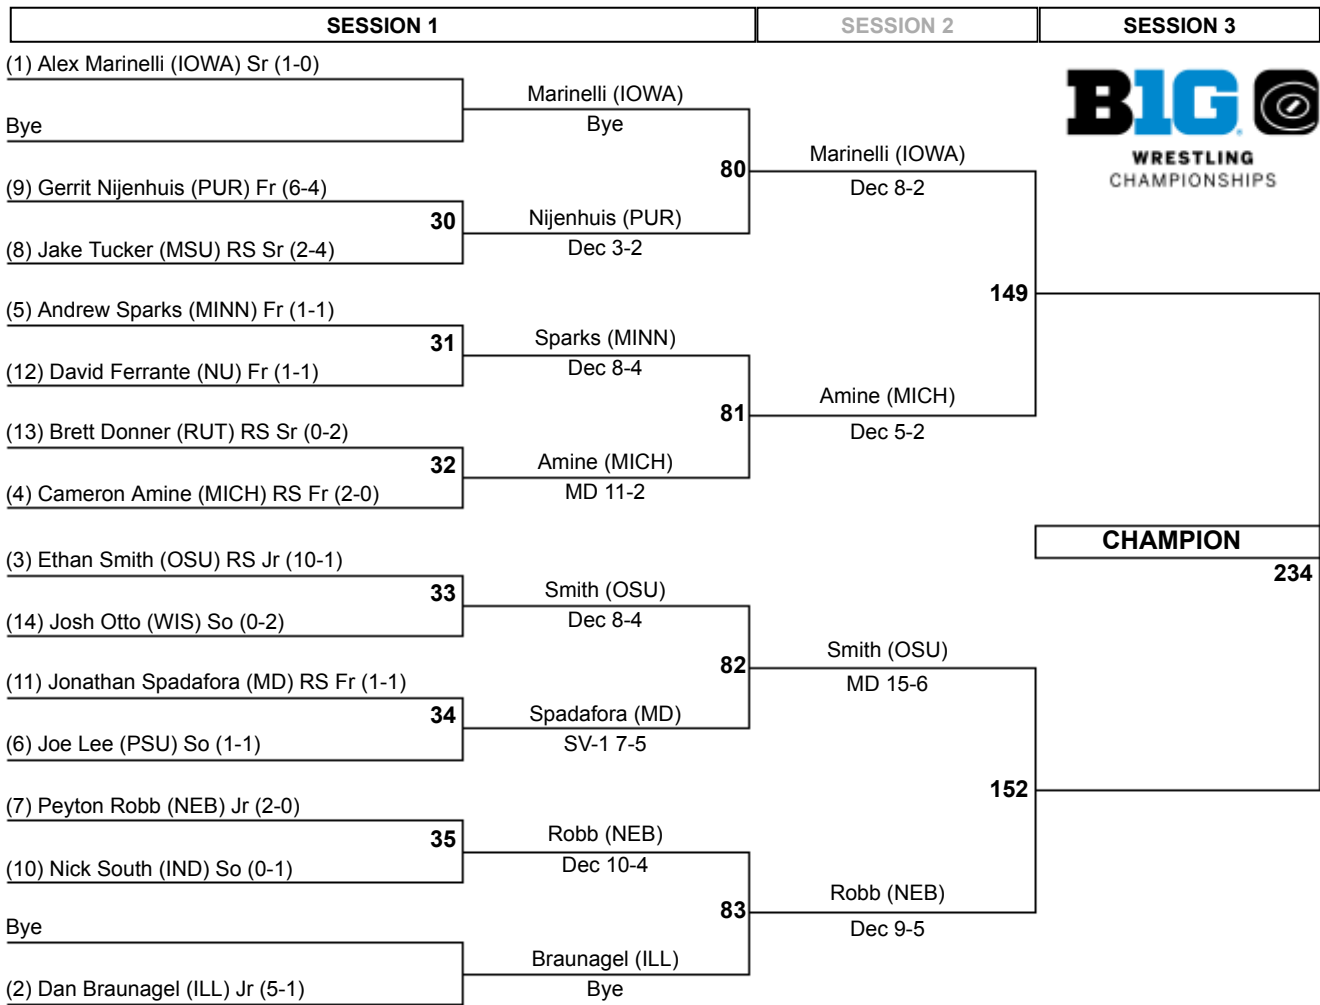 SESSION 1
SESSION 2
SESSION 3
(1) Alex Marinelli (IOWA) Sr (1-0)
Bye
(9) Gerrit Nijenhuis (PUR) Fr (6-4)
30
(8) Jake Tucker (MSU) RS Sr (2-4)
(5) Andrew Sparks (MINN) Fr (1-1)
31
(12) David Ferrante (NU) Fr (1-1)
(13) Brett Donner (RUT) RS Sr (0-2)
32
(4) Cameron Amine (MICH) RS Fr (2-0)
(3) Ethan Smith (OSU) RS Jr (10-1)
33
(14) Josh Otto (WIS) So (0-2)
(11) Jonathan Spadafora (MD) RS Fr (1-1)
34
(6) Joe Lee (PSU) So (1-1)
(7) Peyton Robb (NEB) Jr (2-0)
35
(10) Nick South (IND) So (0-1)
Bye
(2) Dan Braunagel (ILL) Jr (5-1)
Marinelli (IOWA)
Bye
80
Nijenhuis (PUR)
Dec 3-2
Sparks (MINN)
Dec 8-4
81
Amine (MICH)
MD 11-2
Smith (OSU)
Dec 8-4
82
Spadafora (MD)
SV-1 7-5
Robb (NEB)
Dec 10-4
83
Braunagel (ILL)
Bye
Marinelli (IOWA)
Dec 8-2
149
Amine (MICH)
Dec 5-2
Smith (OSU)
MD 15-6
152
Robb (NEB)
Dec 9-5
B1G
WRESTLING
CHAMPIONSHIPS
CHAMPION
234